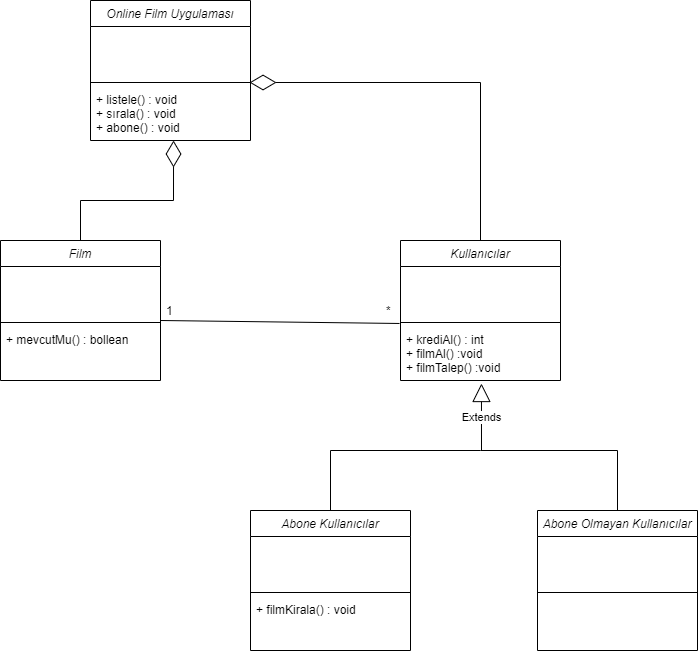 Online Film Uygulaması
+ listele() : void
+ sırala() : void
+ abone() : void
Film
Kullanıcılar
1
*
+ mevcutMu() : bollean
+ krediAl() : int
+ filmAl() :void
+ filmTalep() :void
Extends
Abone Kullanıcılar
Abone Olmayan Kullanıcılar
+ filmKirala() : void